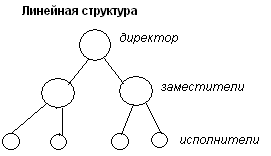 Линейная структура
директор
заместители
исполнители